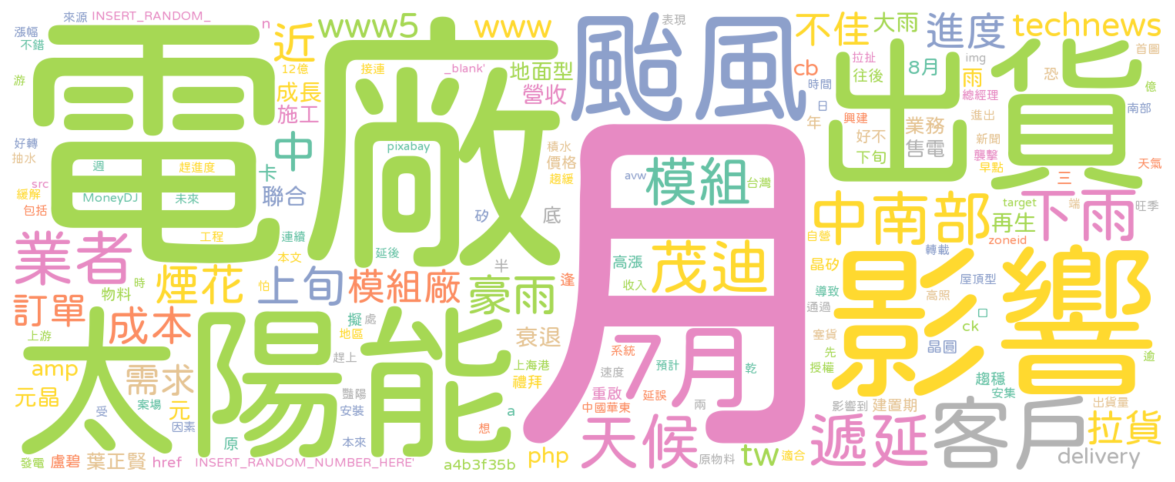 來源 INSERT_RANDOM_ n 近 www5 www 颱風 表現 不佳 大雨 進度 technews
漲幅 不錯 電廠 12億 接連 _blank' 地面型 cb 拉扯 往後 8月 img 首圖
游 成長 營收 時間 出貨 雨 恐 億
施工 日 總經理 南部
好轉 抽水 中 pixabay 積水 年 興建 好不 業務 進出 新聞
週 趕進度 卡 價格 月 avw 模組 台灣 下旬 售電 襲擊 早點 天氣
src 緩解 MoneyDJ 未來 聯合 趨緩 三
包括 矽 底 中南部 再生 target 下雨 端 旺季
工程 連續 自營 zoneid
業者 本文 延後 半 高漲 茂迪 晶矽 轉載 影響
煙花 上旬 怕 模組廠 豪雨 逢 收入 導致 屋頂型
物料 時 通過 高照 口
訂單 成本 擬 處 衰退 塞貨 ck
上游 太陽能 地區 趕上 系統 7月 先 晶圓 逾
amp 需求 上海港 速度 預計 乾 授權 趨穩
元晶 豔陽 禮拜 重啟 延誤 安集
受 案場 元 安裝 a 中國華東 兩 影響到 建置期 出貨量
因素 原 本來 想 天候 遞延 客戶 拉貨
發電 盧碧 葉正賢 href INSERT_RANDOM_NUMBER_HERE' a4b3f35b php 原物料 tw 適合 delivery